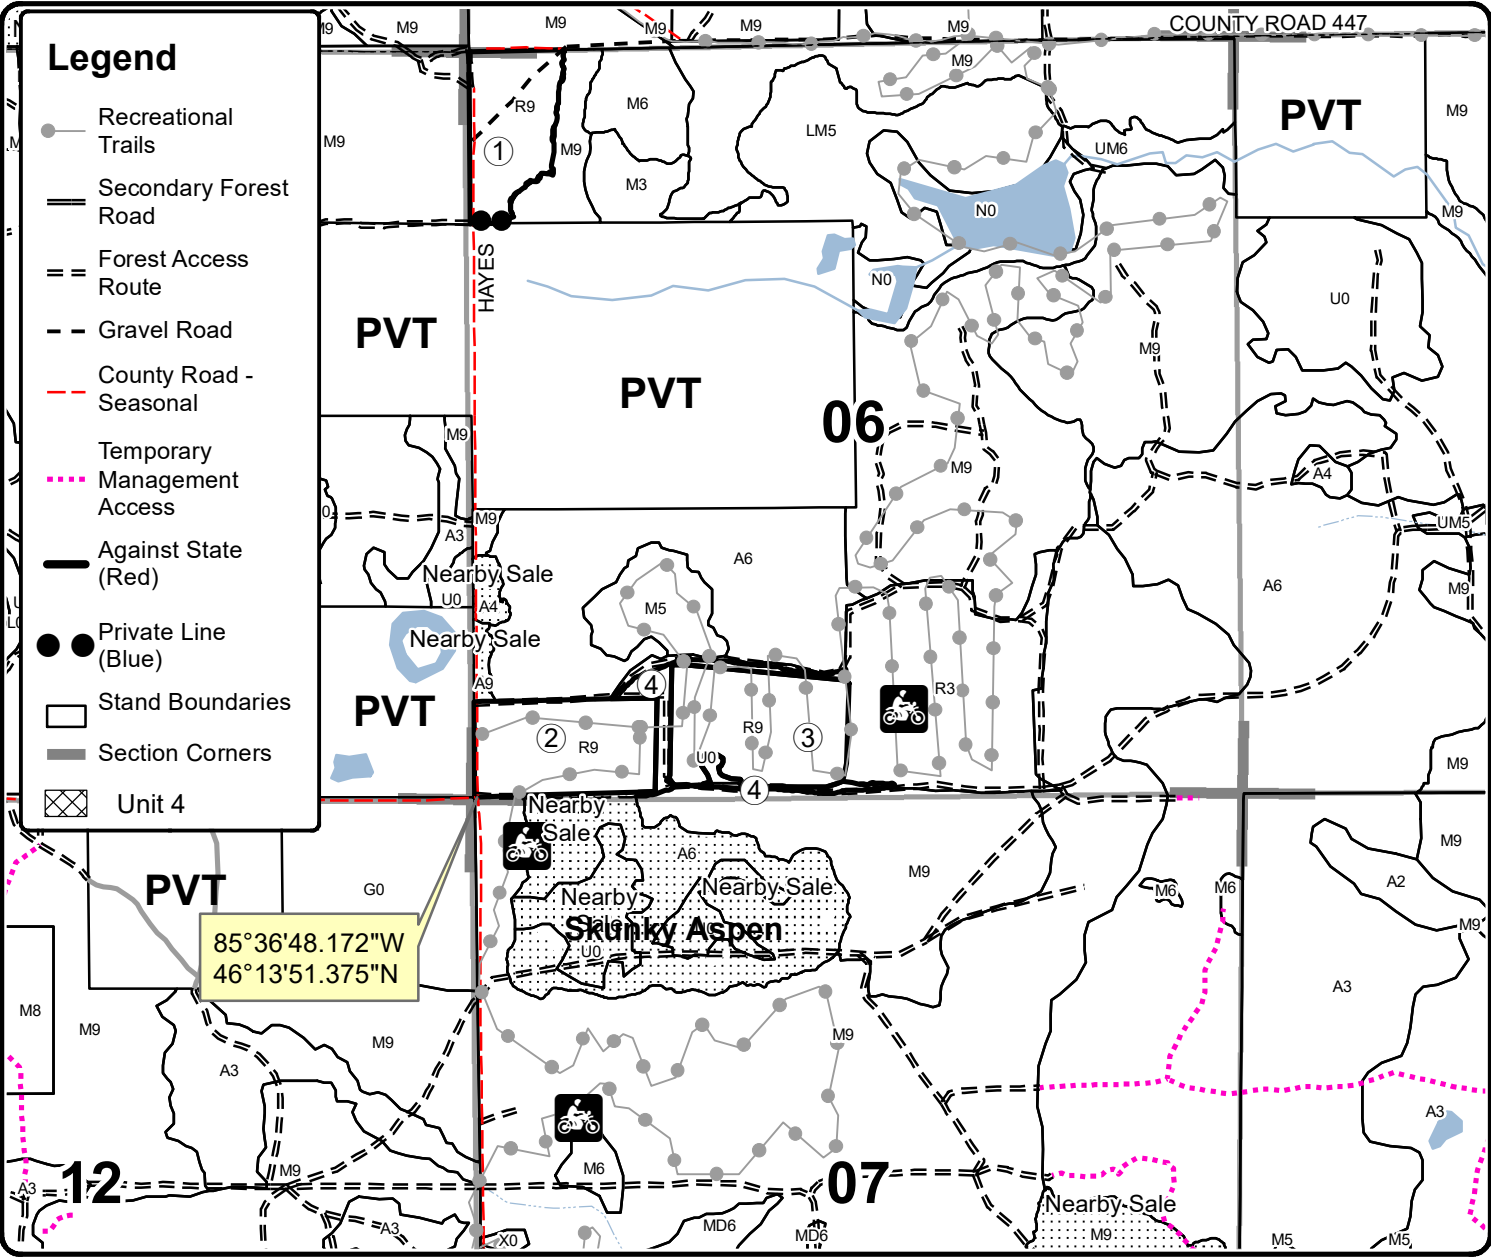 Legend
Recreational
Trails
Secondary Forest
Road
Forest Access
Route
Gravel Road
County Road -
Seasonal
Temporary
Management
Access
Against State
(Red)
Private Line
(Blue)
Stand Boundaries
Section Corners
Unit 4
M9
M9
M9
M9
M9
M9
COUNTY ROAD 447
M9
R9
M6
M9
M9
1
M3
LM5
UM6
PVT
M9
M9
N0
N0
HAYES
PVT
PVT
U0
M9
06
M9
M9
M9
A3
A6
A4
UM5
A6
M9
Nearby Sale
U0
A4
M5
Nearby Sale
A9
PVT
4
R3
2
R9
R9
3
U0
4
M9
Nearby
Sale
A6
M9
M9
A2
M6
M6
M9
Nearby Sale
Nearby
Sale
Skunky Aspen
U0
U0
PVT
G0
85°36'48.172"W
46°13'51.375"N
M8
M9
M9
A3
M9
A3
A3
12
M9
A3
A3
M6
07
X0
MD6
MD6
Nearby Sale
M9
M5
M5